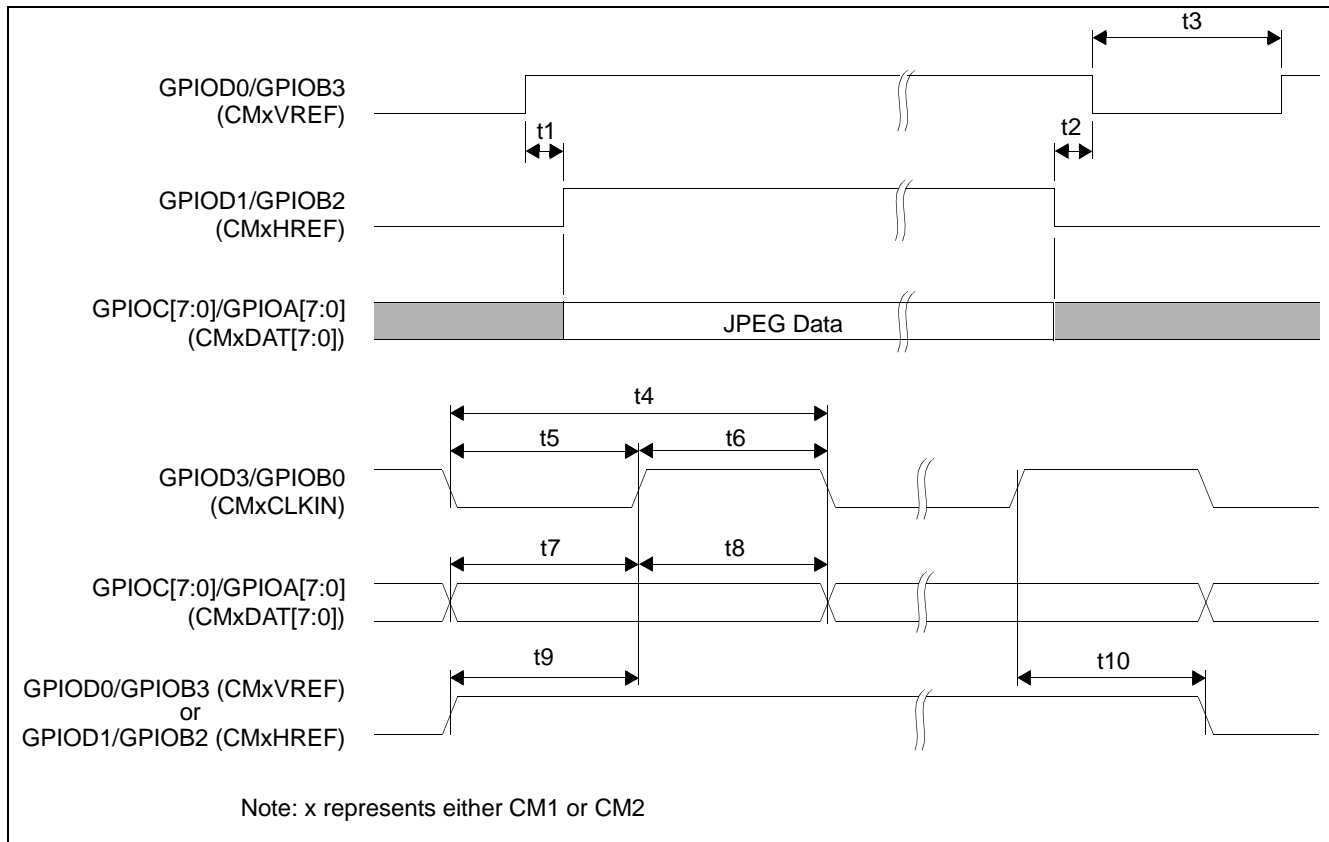 t3
GPIOD0/GPIOB3
(CMxVREF)
t1
t2
GPIOD1/GPIOB2
(CMxHREF)
GPIOC[7:0]/GPIOA[7:0]
(CMxDAT[7:0])
JPEG Data
t4
t5
t6
GPIOD3/GPIOB0
(CMxCLKIN)
t7
t8
GPIOC[7:0]/GPIOA[7:0]
(CMxDAT[7:0])
t9
t10
GPIOD0/GPIOB3 (CMxVREF)
or
GPIOD1/GPIOB2 (CMxHREF)
Note: x represents either CM1 or CM2